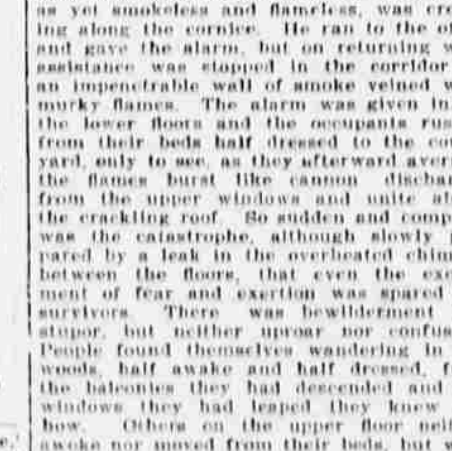 as yet smokeless and flameless, was cre
ing along the cornice. He ran to the of
and gave the alarm, but on returning w
assistance was stopped in the corridor
an impenetrable wall of smoke veined w
murky flames. The alarm was given in
the lower floors and the occupants rus
from their beds half dressed to the cou
yard, only to see, as they afterward aver
the flames burst like cannon dischar
from the upper windows and unite ab
the crackling roof. So sudden and comp
was the catastrophe, although slowly p
pared by a leak in the overheated chim
between the floors, that even the exc
ment of fear and exertion was spared
survivors. There was bewilderment
stupor, but neither uproar nor confus
People found themselves wandering in
woods, half awake and half dressed, f
the balconies they had descended and
windows they had leaped they knew
how. Others on the upper floor neit
awoke nor moved from their beds, but w
e.'